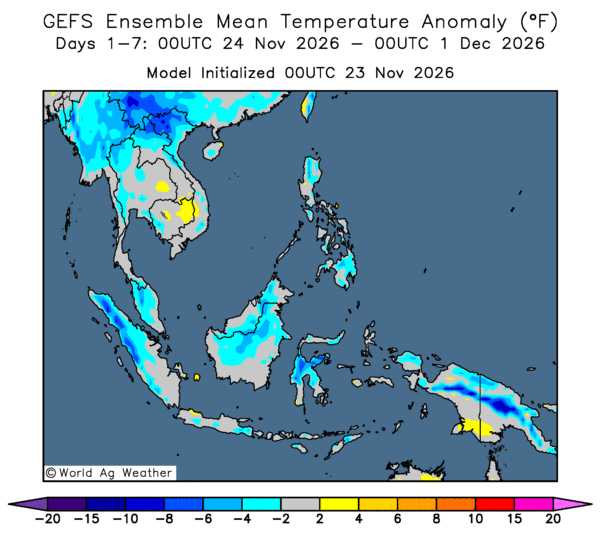 GEFS Ensemble Mean Temperature Anomaly (°F)
Days 1-7: 00UTC 24 Nov 2026 - 00UTC 1 Dec 2026
Model Initialized 00UTC 23 Nov 2026
©World Ag Weather
-20 -15 -10 -8 -6 -4 -2 2 4 6 8 10 15 20